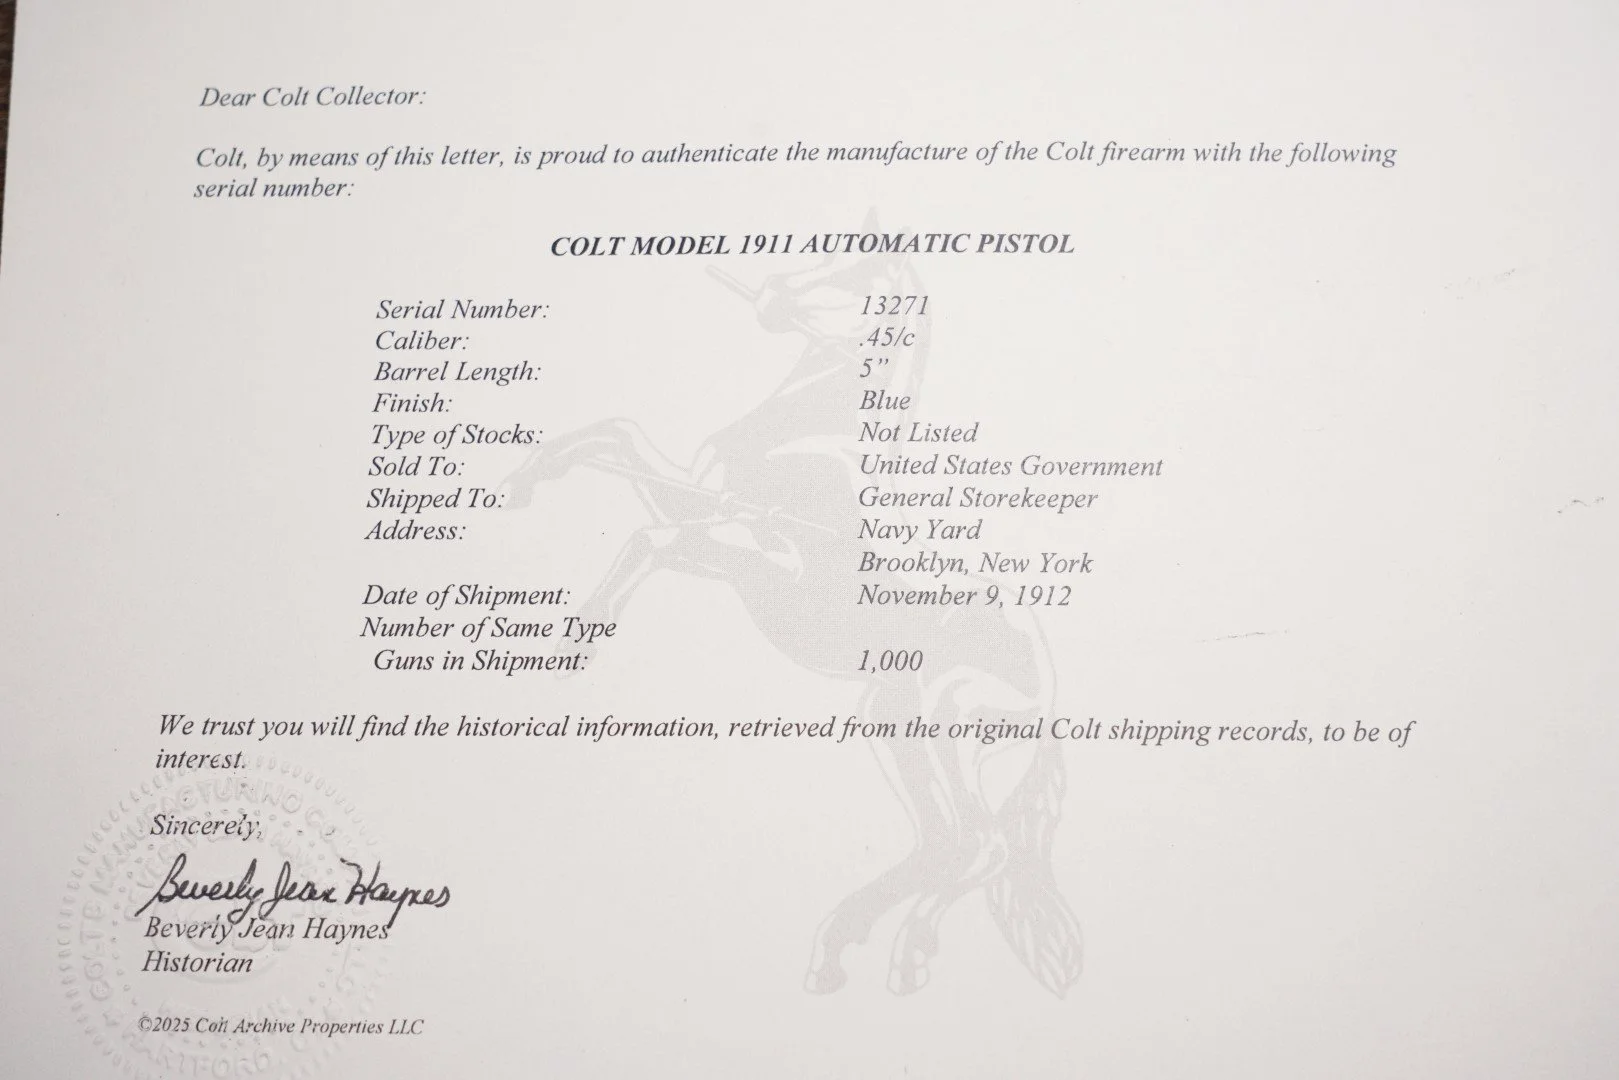 Dear Colt Collector:
Colt, by means of this letter, is proud to authenticate the manufacture of the Colt firearm with the following
serial number:
COLT MODEL 1911 AUTOMATIC PISTOL
Serial Number: 13271
Caliber: .45/c
Barrel Length: 5”
Finish: Blue
Type of Stocks: Not Listed
Sold To: United States Government
Shipped To: General Storekeeper
Address: Navy Yard
Brooklyn, New York
Date of Shipment: November 9, 1912
Number of Same Type
Guns in Shipment: 1,000
We trust you will find the historical information, retrieved from the original Colt shipping records, to be of
interest.
Sincerely,
Beverly Jean Haynes
Beverly Jean Haynes
Historian
©2025 Colt Archive Properties LLC
COLT'S MANUFACTURING CO
HARTFORD